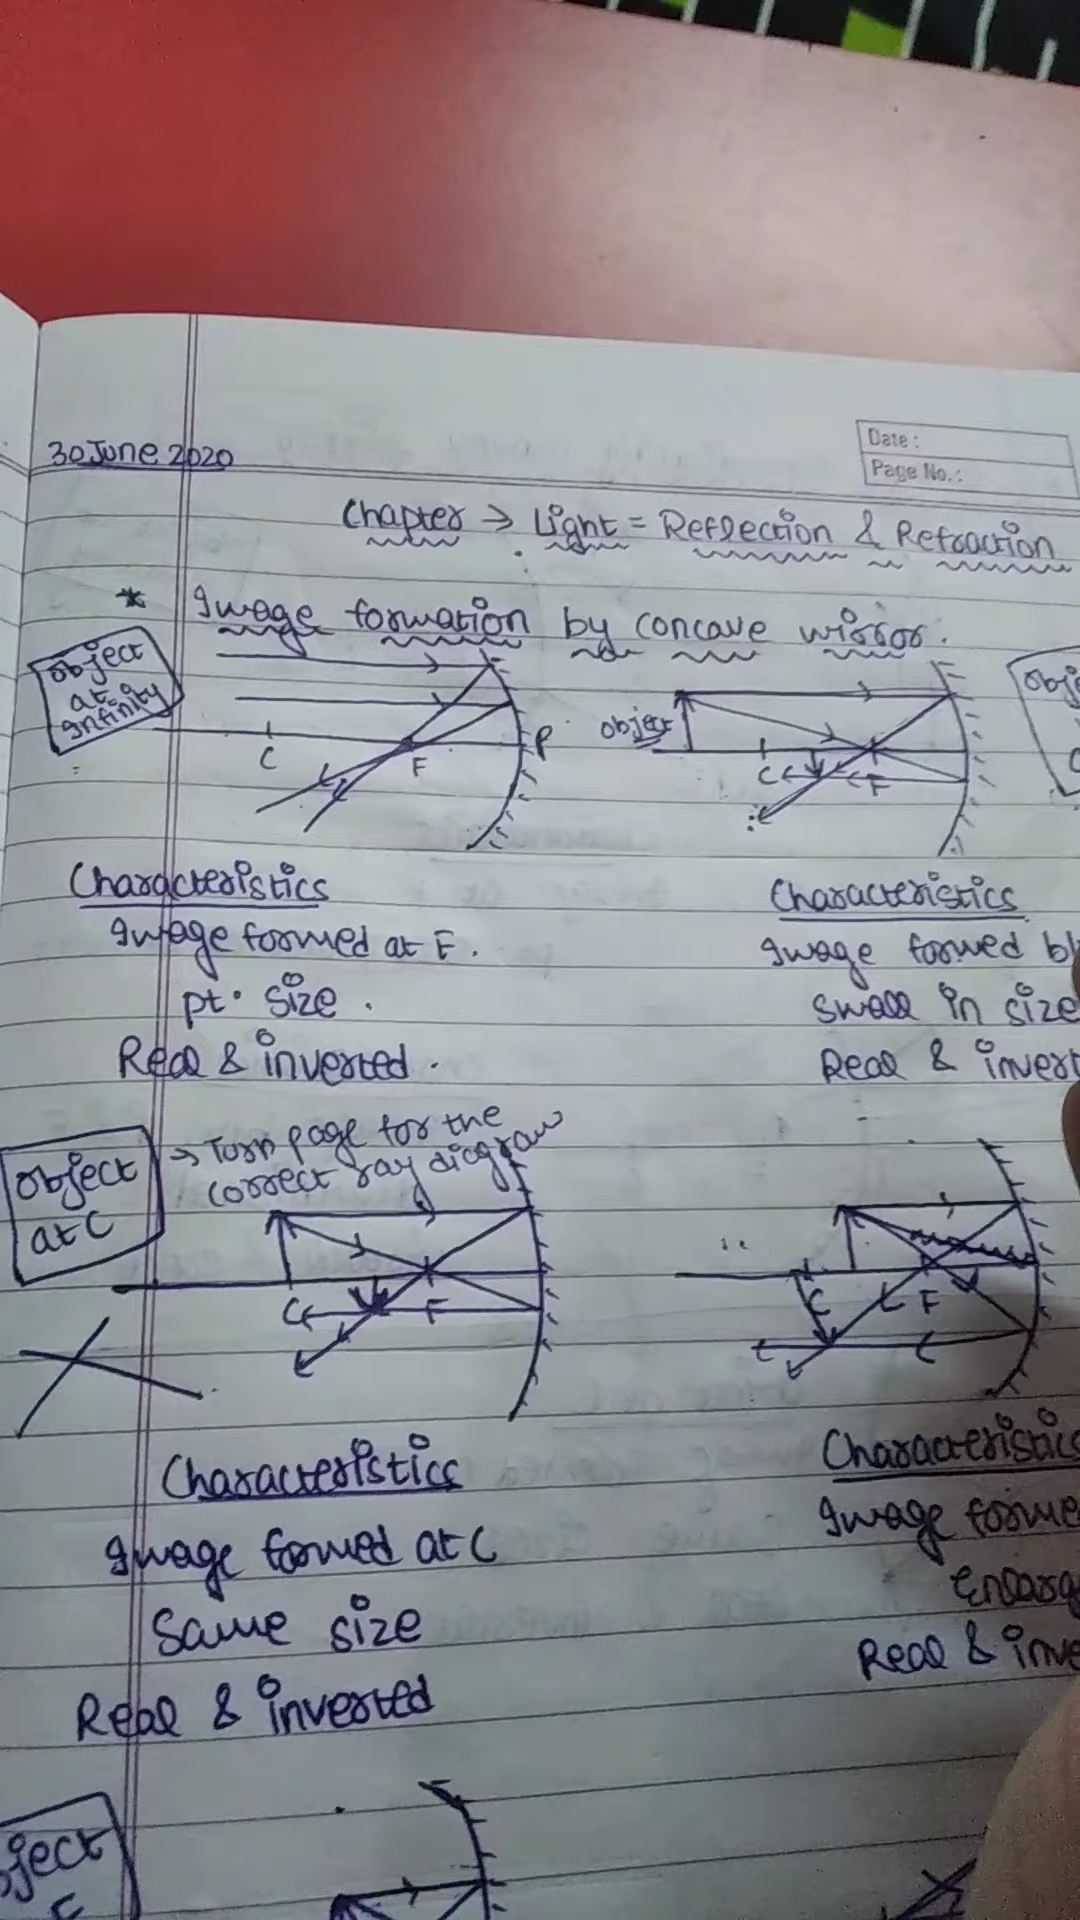 30 June 2020
Date:
Page No.:
Chapter → Light = Reflection & Refraction
* Image formation by concave mirror.
Object at Infinity
C
F
P
Object
C
F
Obje
Characteristics
Image formed at F.
pt. size.
Real & inverted.
Characteristics
Image formed b
Small in size
Real & invert
Object at C
→ Turn page for the
correct ray diagram
C
F
C
F
Characteristics
Image formed at C
Same size
Real & inverted
Characteristics
Image forme
Enlarg
Real & inve
ject
F